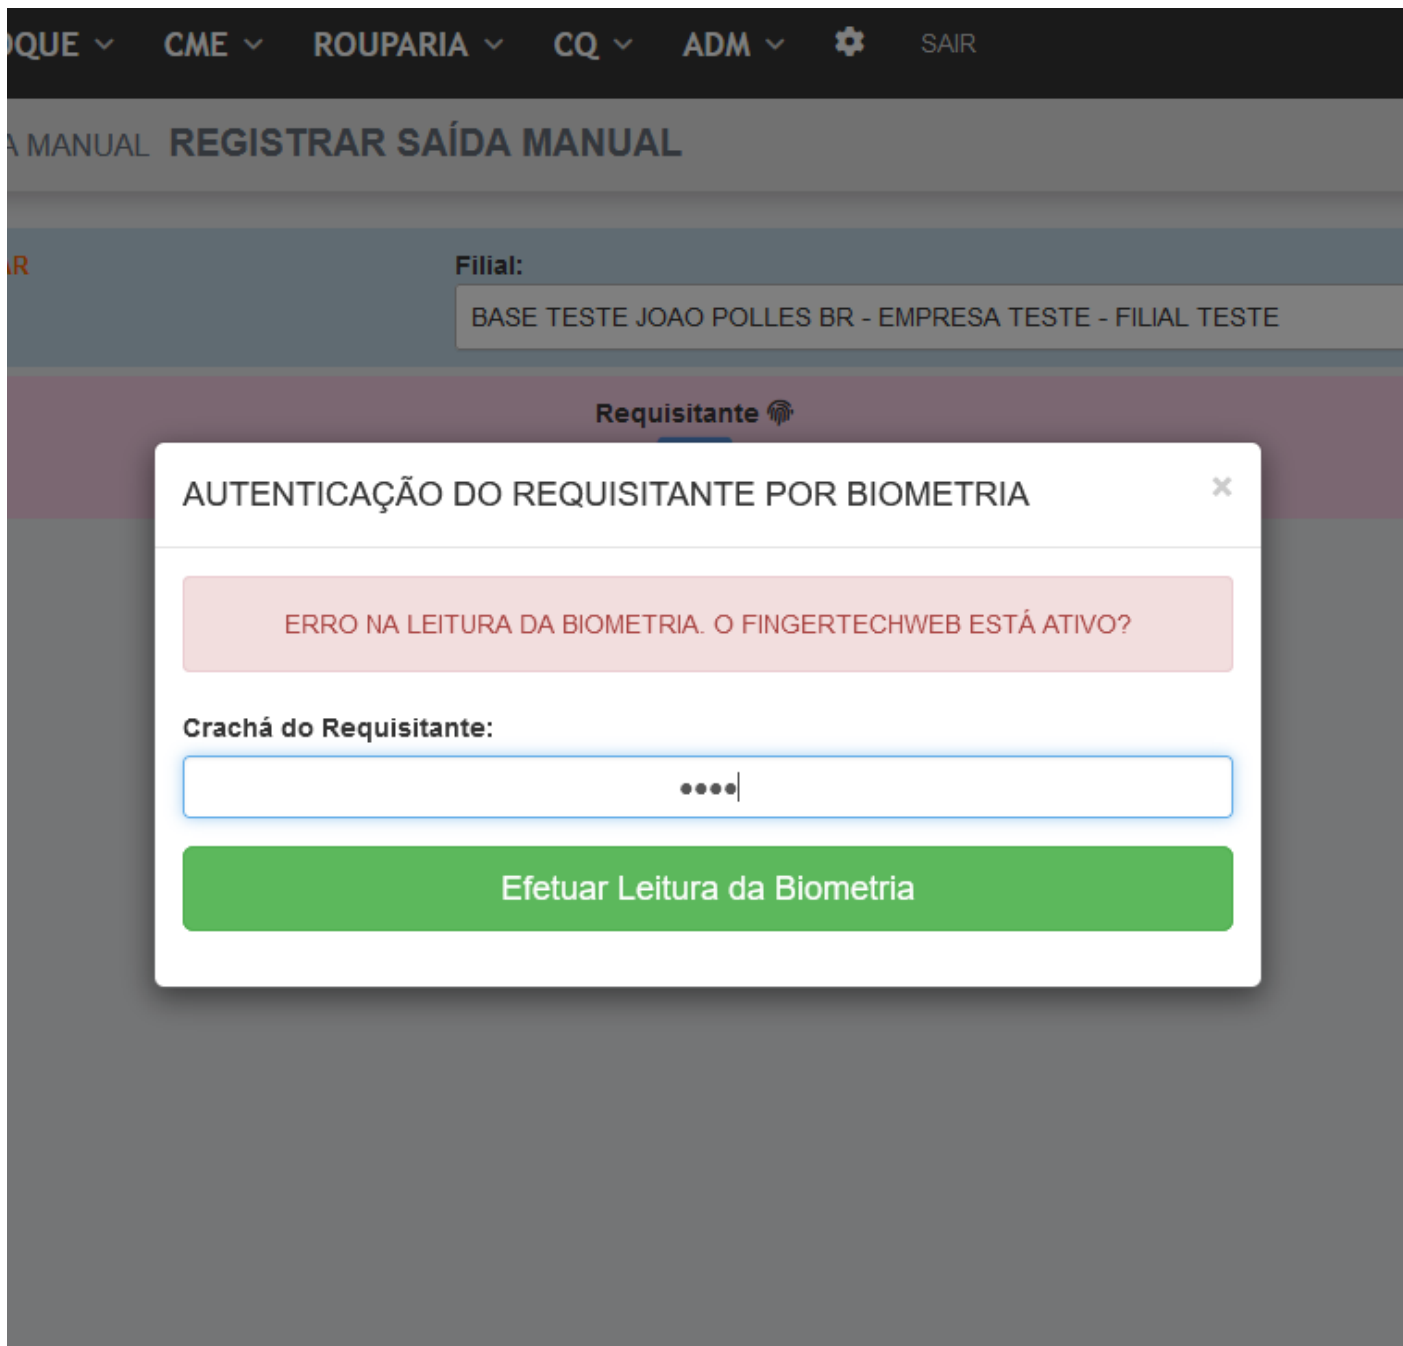 CME ROUPARIA CQ ADM SAIR
MANUAL REGISTRAR SAÍDA MANUAL
Filial:
BASE TESTE JOAO POLLES BR - EMPRESA TESTE - FILIAL TESTE
Requisitante
AUTENTICAÇÃO DO REQUISITANTE POR BIOMETRIA ×
ERRO NA LEITURA DA BIOMETRIA. O FINGERTECHWEB ESTÁ ATIVO?
Crachá do Requisitante:
••••
Efetuar Leitura da Biometria